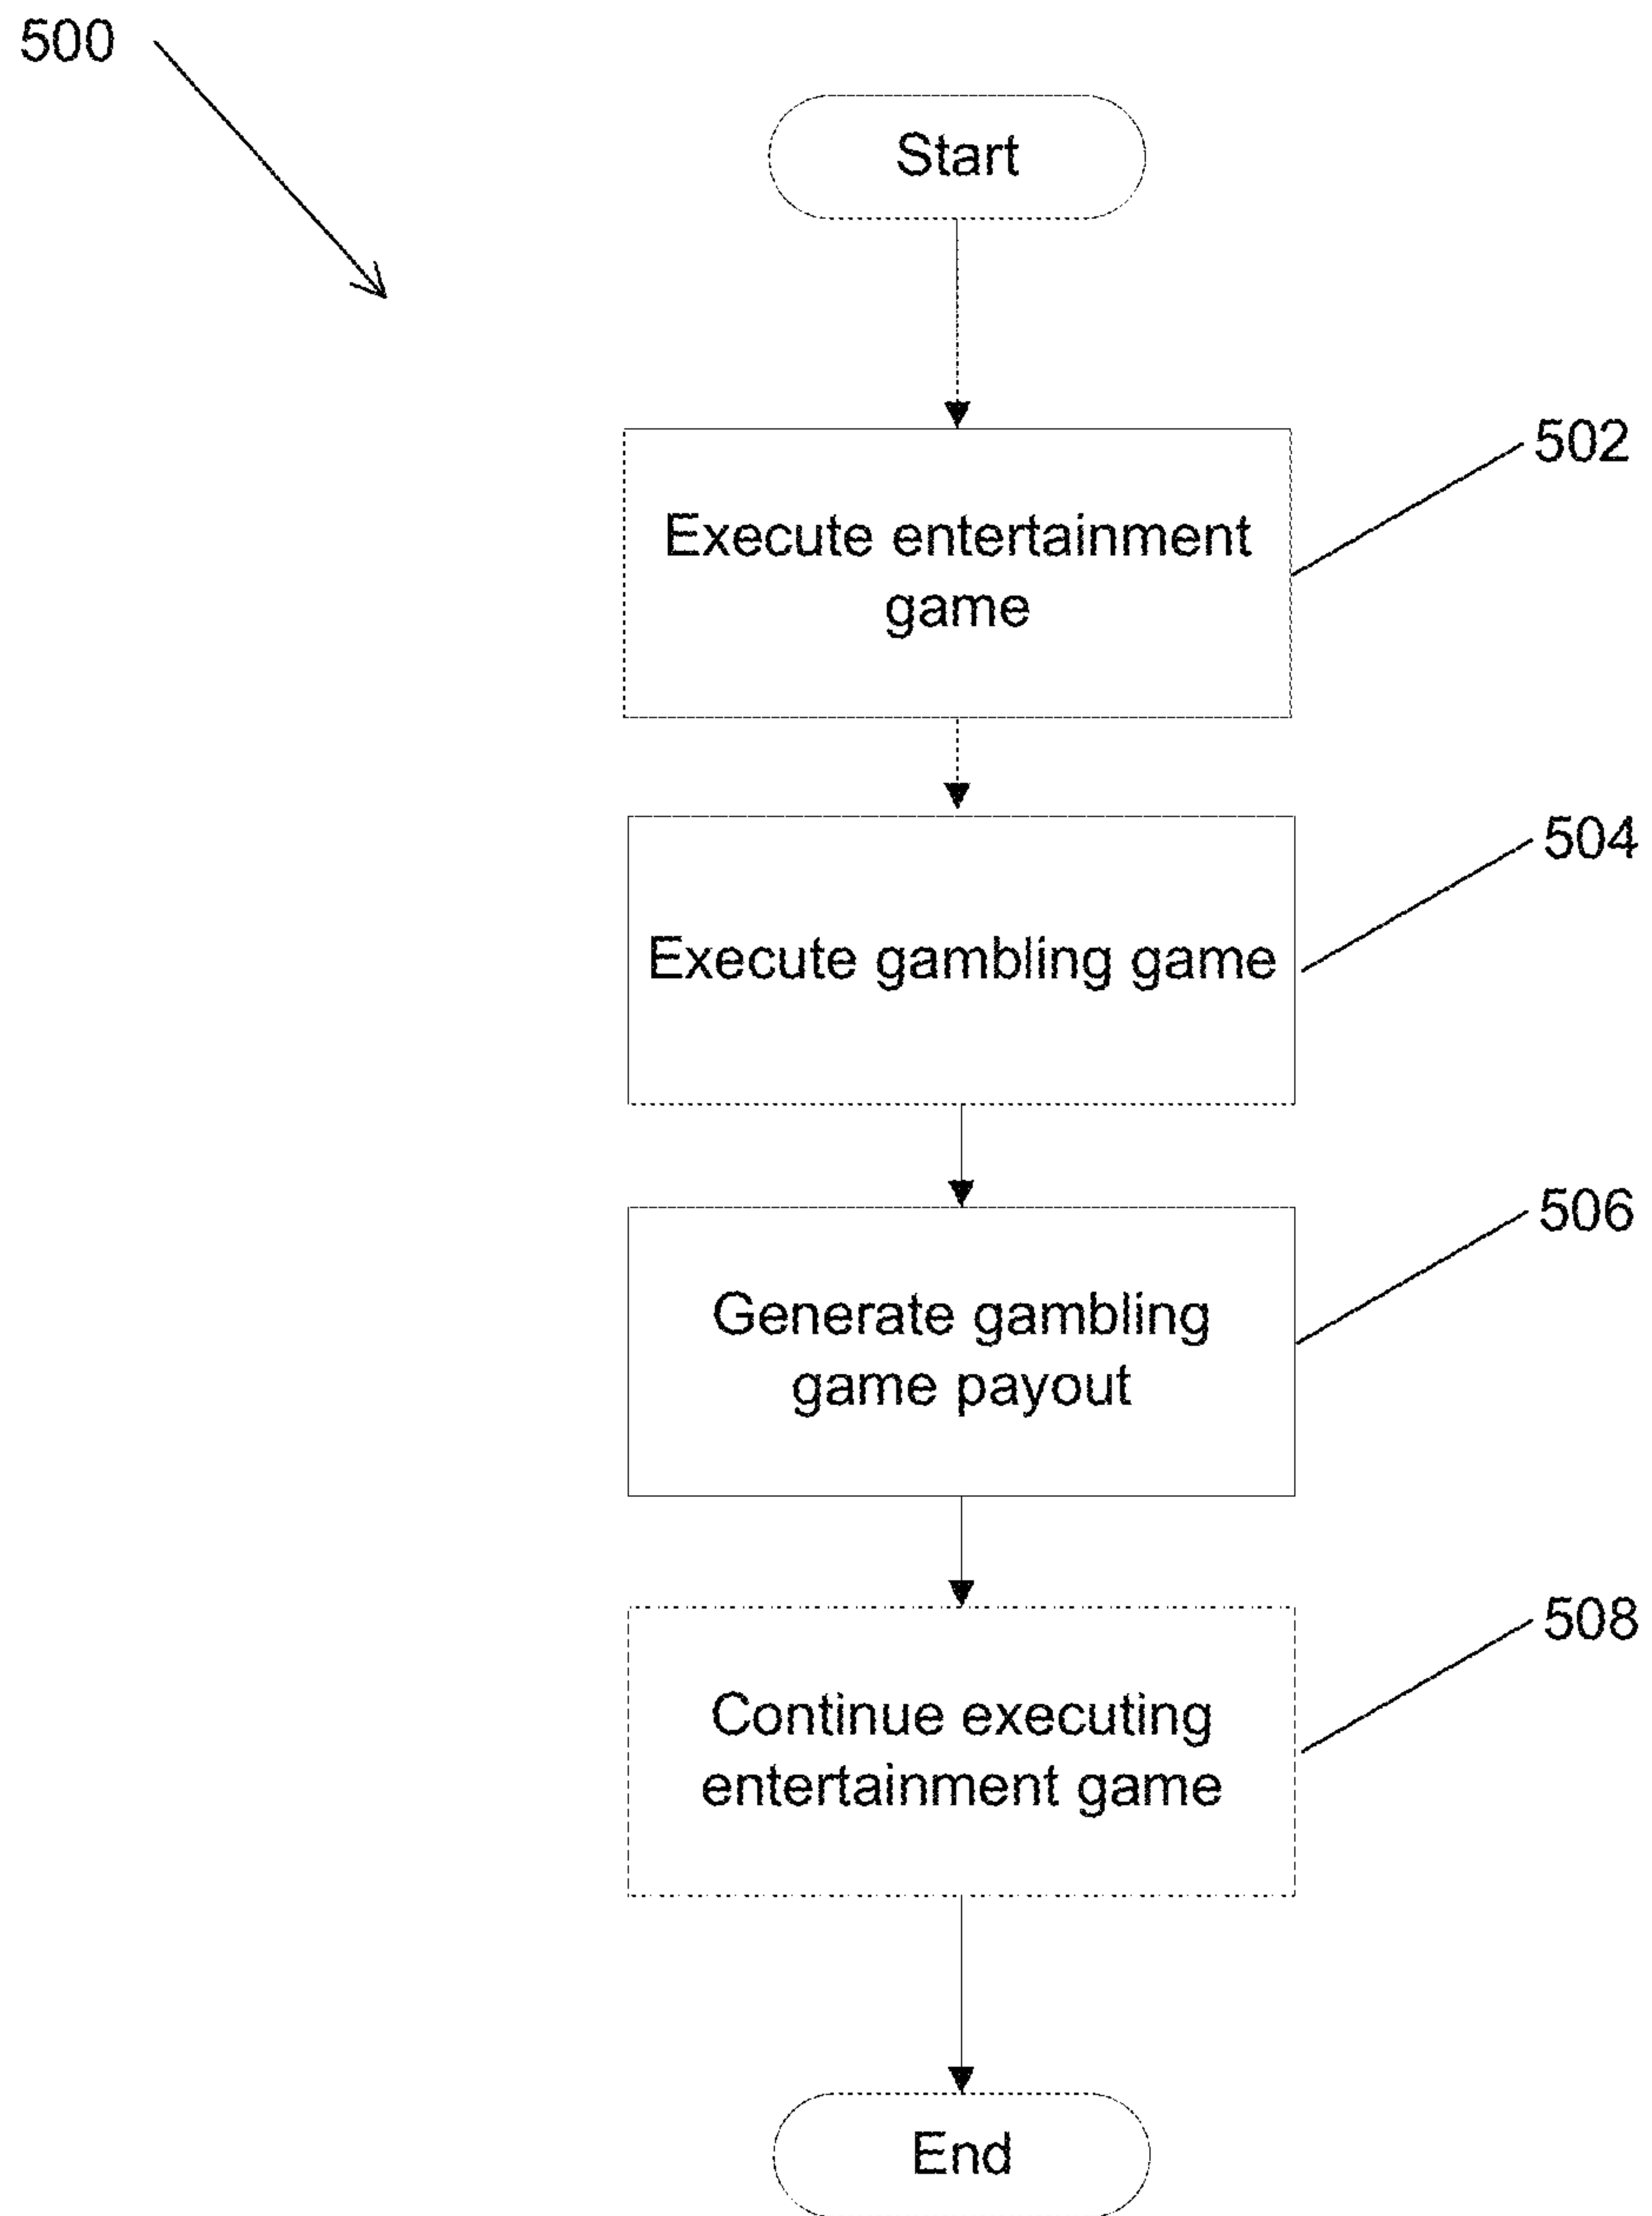 500
Start
502
Execute entertainment
game
504
Execute gambling game
506
Generate gambling
game payout
508
Continue executing
entertainment game
End